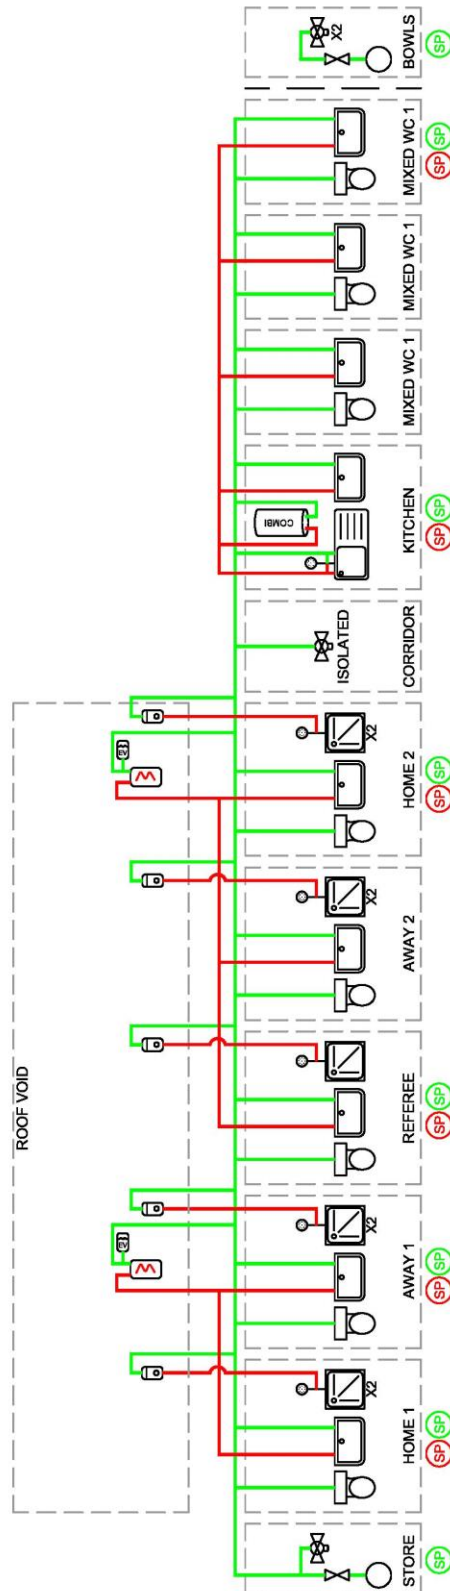 ROOF VOID
COMBI
X2
ISOLATED
X2
X2
X2
X2
STORE
HOME 1
AWAY 1
REFEREE
AWAY 2
HOME 2
CORRIDOR
KITCHEN
MIXED WC 1
MIXED WC 1
MIXED WC 1
BOWLS
SP
SP SP
SP SP
SP SP
SP SP
SP SP
SP SP
SP